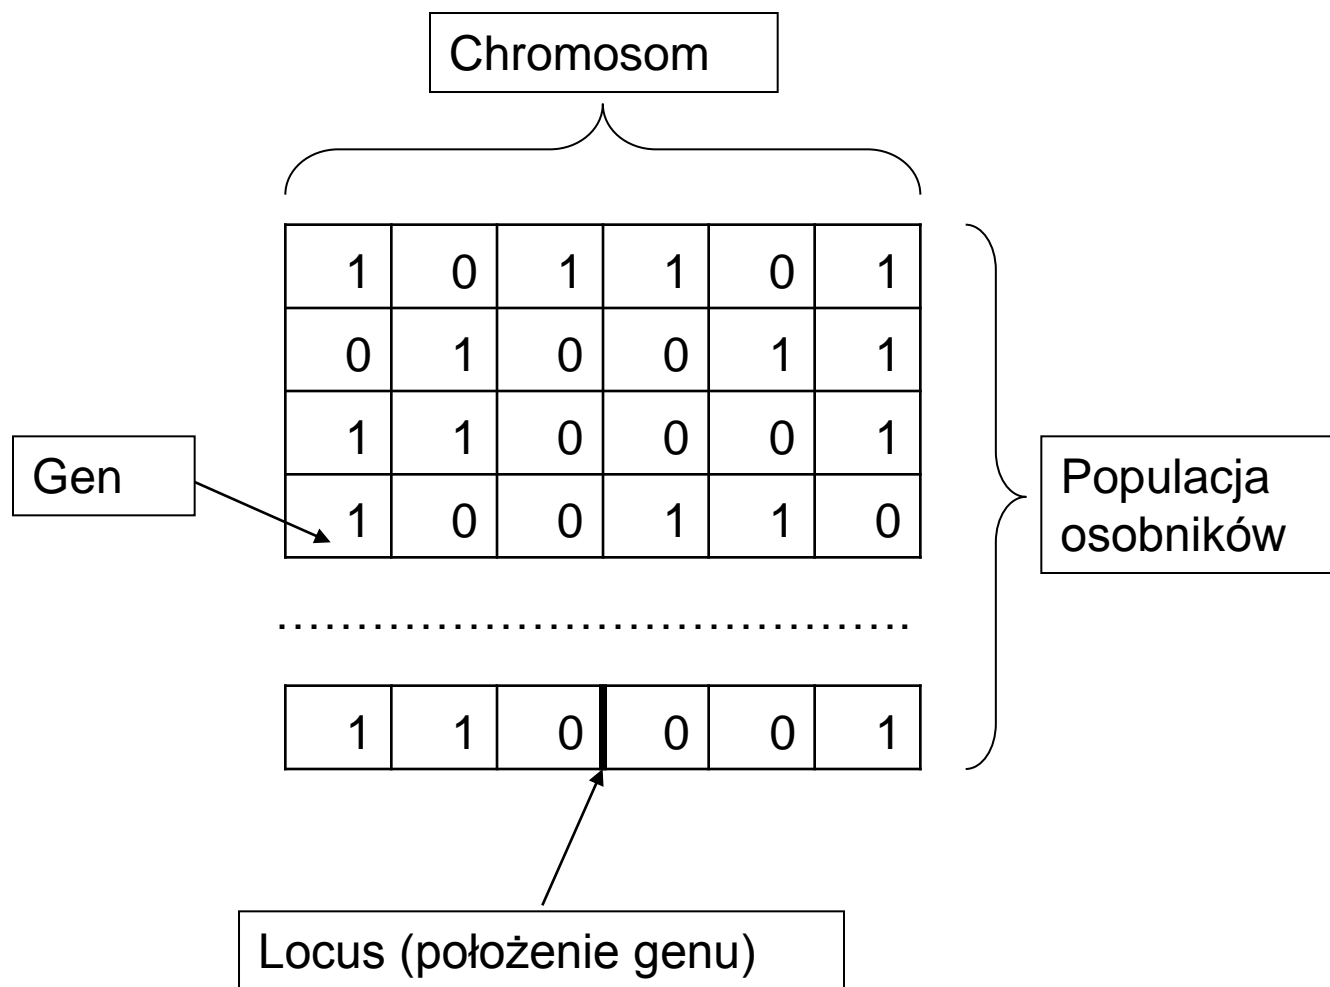 Chromosom
1 0 1 1 0 1
0 1 0 0 1 1
1 1 0 0 0 1
Gen
Populacja
osobników
1 0 0 1 1 0
1 1 0 0 0 1
Locus (położenie genu)